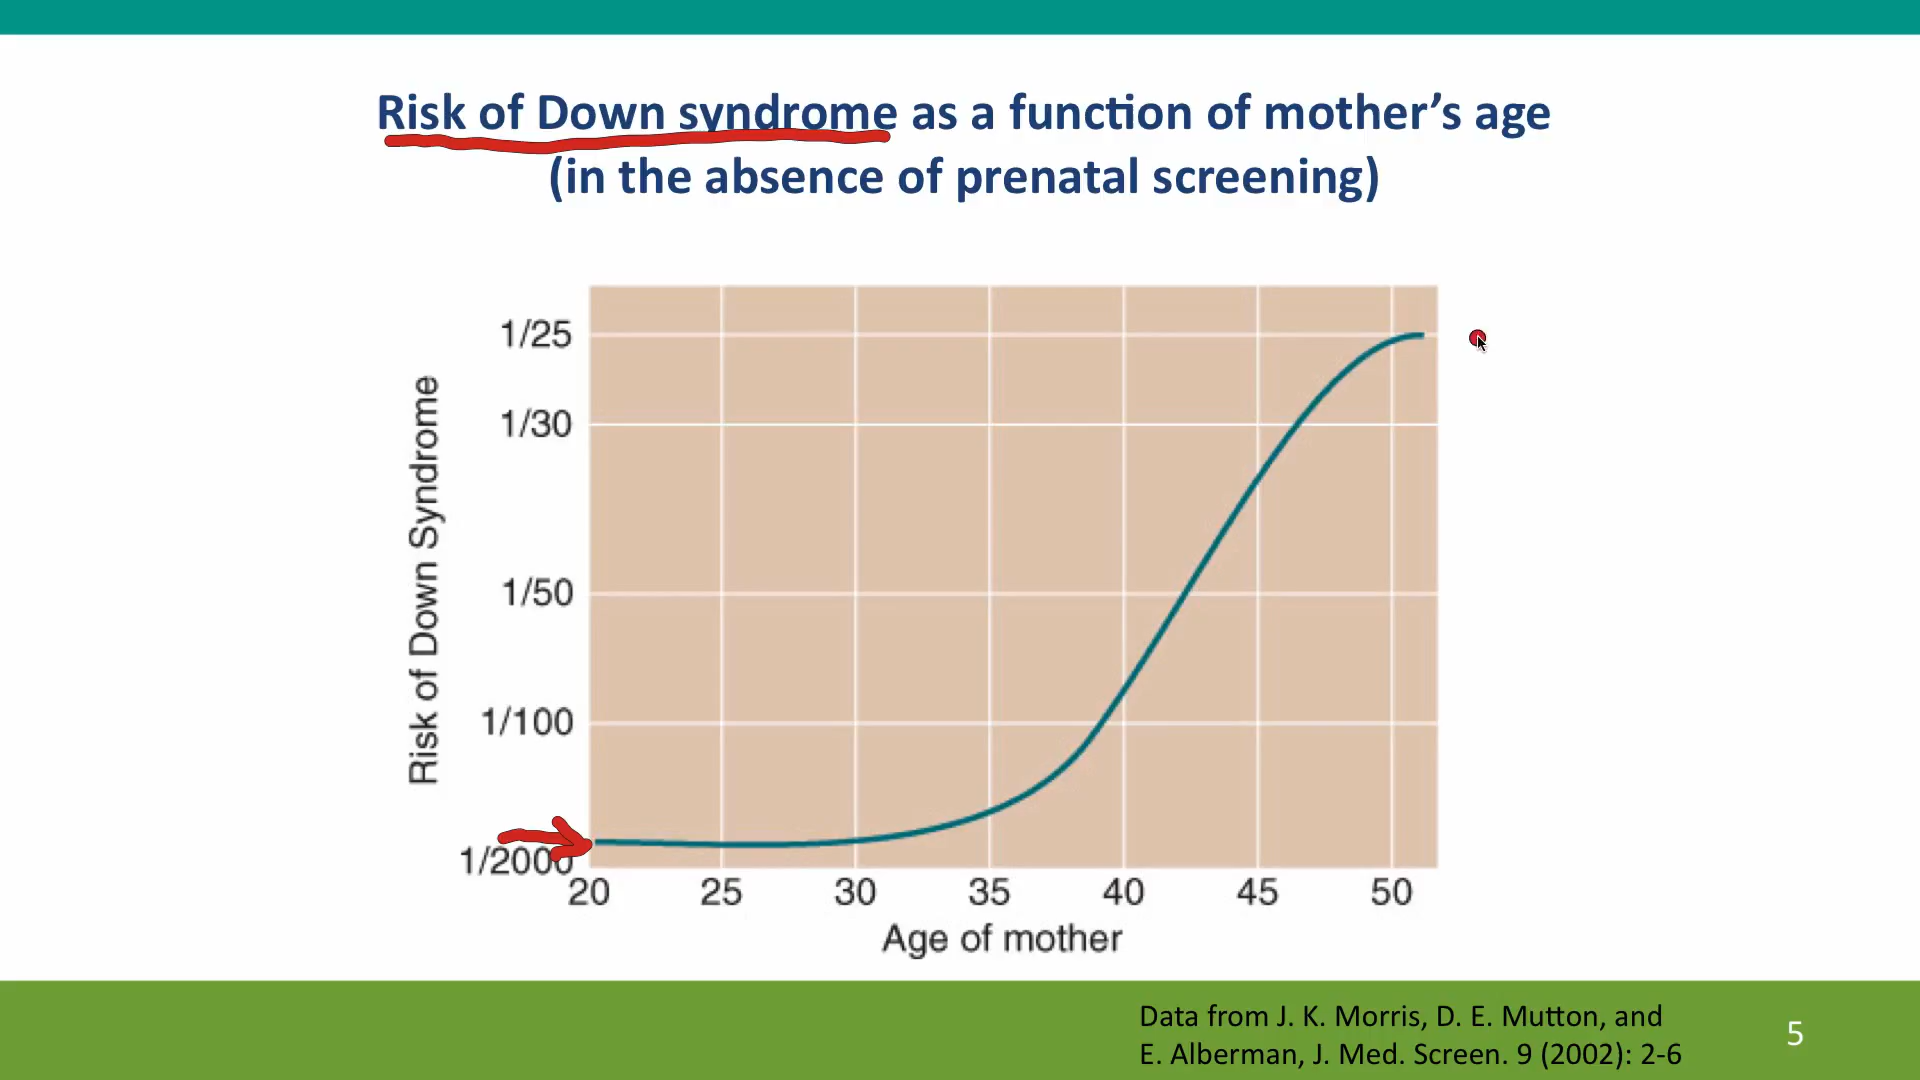 Risk of Down syndrome as a function of mother’s age
(in the absence of prenatal screening)
Risk of Down Syndrome
1/25
1/30
1/50
1/100
1/2000
20 25 30 35 40 45 50
Age of mother
Data from J. K. Morris, D. E. Mutton, and
E. Alberman, J. Med. Screen. 9 (2002): 2-6
5